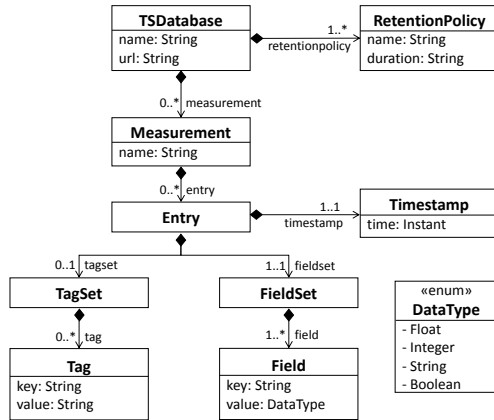 TSDatabase
name: String
url: String
1..*
retentionpolicy
RetentionPolicy
name: String
duration: String
0..* measurement
Measurement
name: String
0..* entry
Entry
1..1
timestamp
Timestamp
time: Instant
0..1 tagset
1..1 fieldset
TagSet
FieldSet
0..* tag
1..* field
Tag
key: String
value: String
Field
key: String
value: DataType
«enum»
DataType
- Float
- Integer
- String
- Boolean